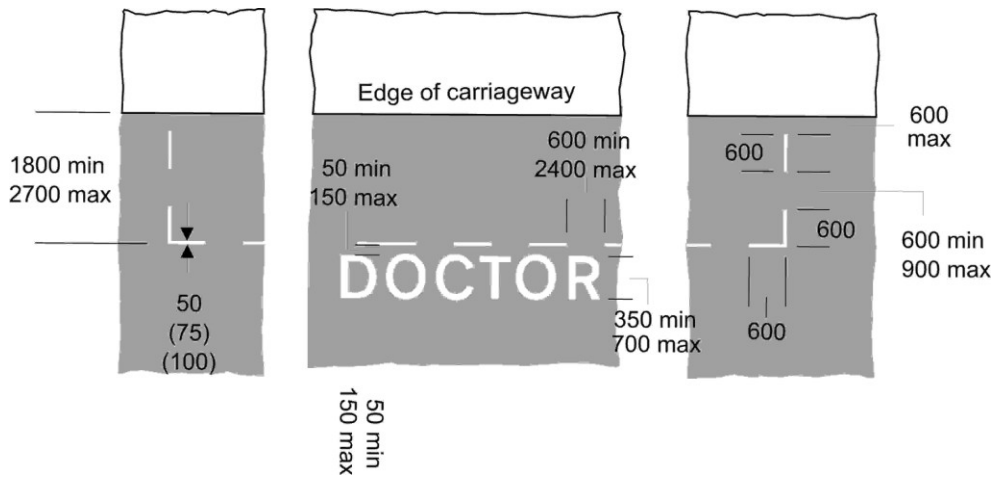 Edge of carriageway
1800 min
2700 max
50
(75)
(100)
50 min
150 max
600 min
2400 max
DOCTOR
350 min
700 max
600
max
600
600
600 min
900 max
600
50 min
150 max